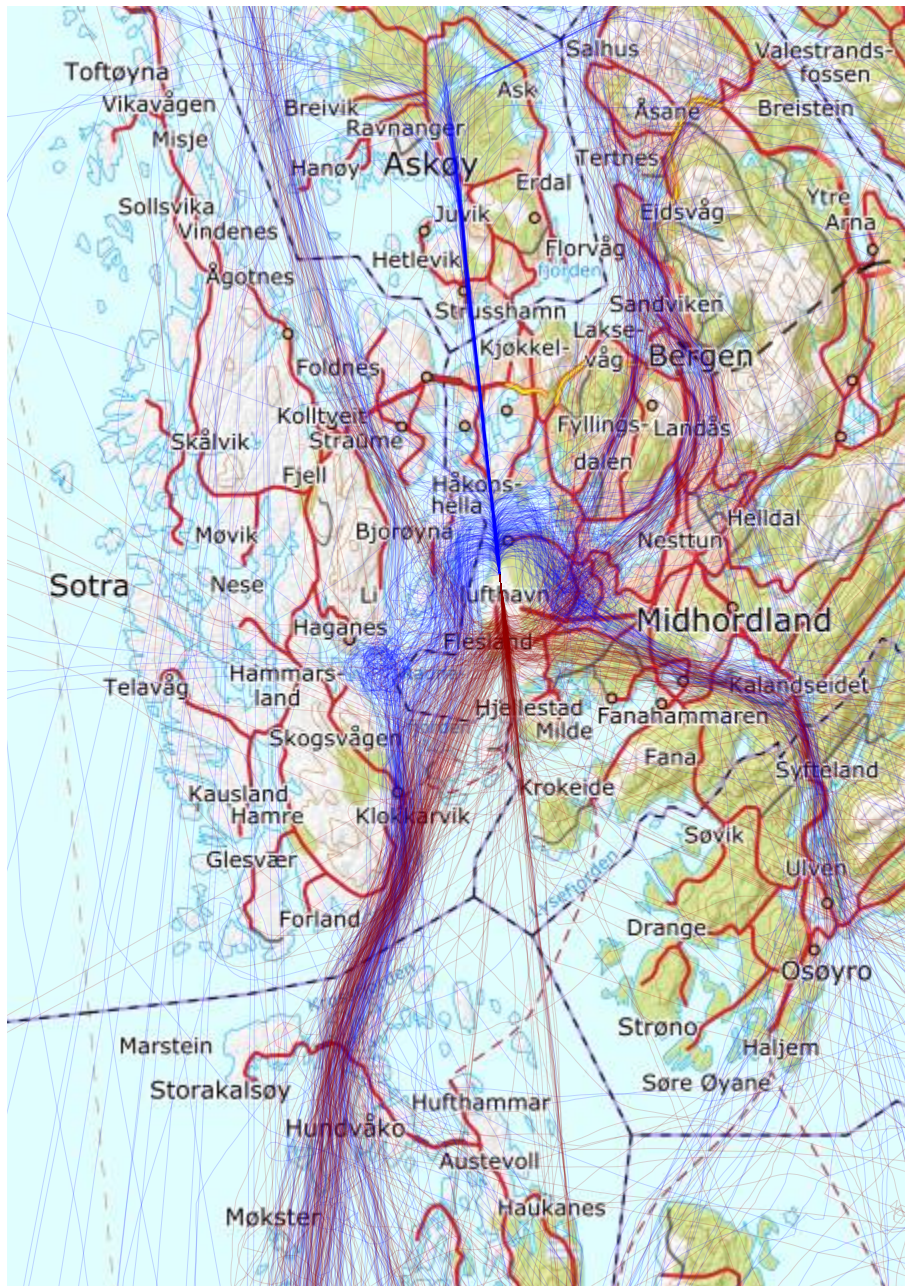 Salhus
Valestrands-
fossen
Toftøyna
Ask
Vikavågen
Breivik
Åsane
Breistein
Misje
Ravnanger
Hanøy
Askøy
Tertnes
Erdal
Ytre
Arna
Sollsvika
Juvik
Eidsvåg
Vindenes
Florvåg
Hetlevik
fjorden
Ågotnes
Strusshamn
Sandviken
Lakse-
våg
Kjøkkel-
Bergen
Foldnes
Kolltveit
Straume
Skålvik
Fyllings-
dalen
Landås
Fjell
Håkons-
hella
Helldal
Møvik
Bjorøyna
Nesttun
Sotra
Nese
Li
lufthavn
Flesland
Haganes
Midhordland
Telavåg
Hammars-
land
Kalandseidet
Hjellestad
Milde
Fanahammaren
Skogsvågen
Fana
Syfteland
Kausland
Hamre
Klokkarvik
Krokeide
Søvik
Glesvær
Ulven
Lysefjorden
Forland
Drange
Osøyro
Strøno
Marstein
Haljem
Storakalsøy
Søre Øyane
Hufthammar
Hundvåko
Austevoll
Møkster
Haukanes